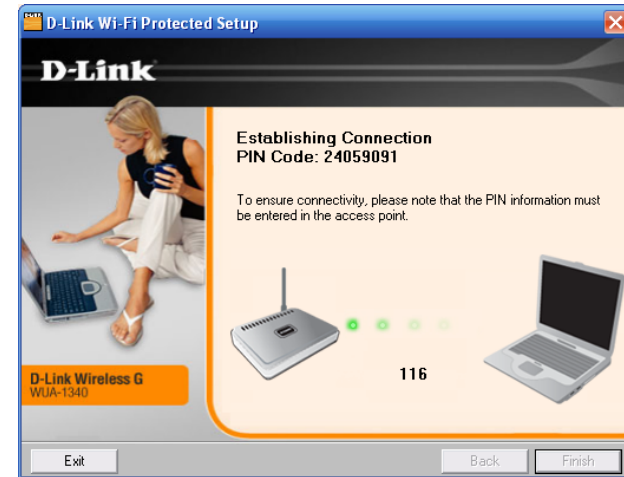 D-Link Wi-Fi Protected Setup
D-Link
Establishing Connection
PIN Code: 24059091
To ensure connectivity, please note that the PIN information must
be entered in the access point.
116
D-Link Wireless G
WUA-1340
Exit
Back
Finish